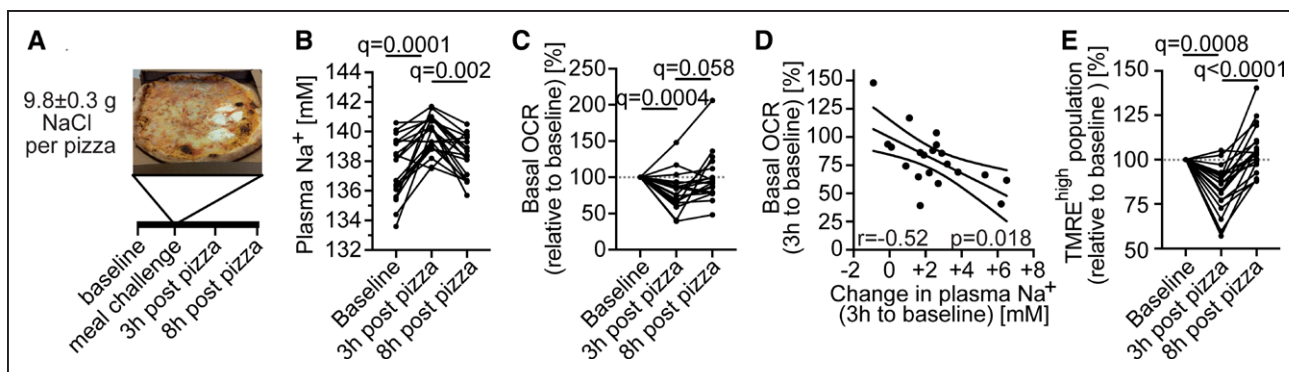 A
9.8±0.3 g
NaCl
per pizza
baseline
meal challenge
3h post pizza
8h post pizza
B
q=0.0001
q=0.002
Plasma Na⁺ [mM]
144
142
140
138
136
134
132
Baseline
3h post pizza
8h post pizza
C
q=0.058
q=0.0004
Basal OCR
(relative to baseline) [%]
250
200
150
100
50
0
Baseline
3h post pizza
8h post pizza
D
Basal OCR
(3h to baseline) [%]
150
125
100
75
50
25
0
r=-0.52
p=0.018
-2 0 +2 +4 +6 +8
Change in plasma Na⁺
(3h to baseline) [mM]
E
q=0.0008
q<0.0001
TMREʰⁱᵍʰ population
(relative to baseline ) [%]
150
125
100
75
50
Baseline
3h post pizza
8h post pizza